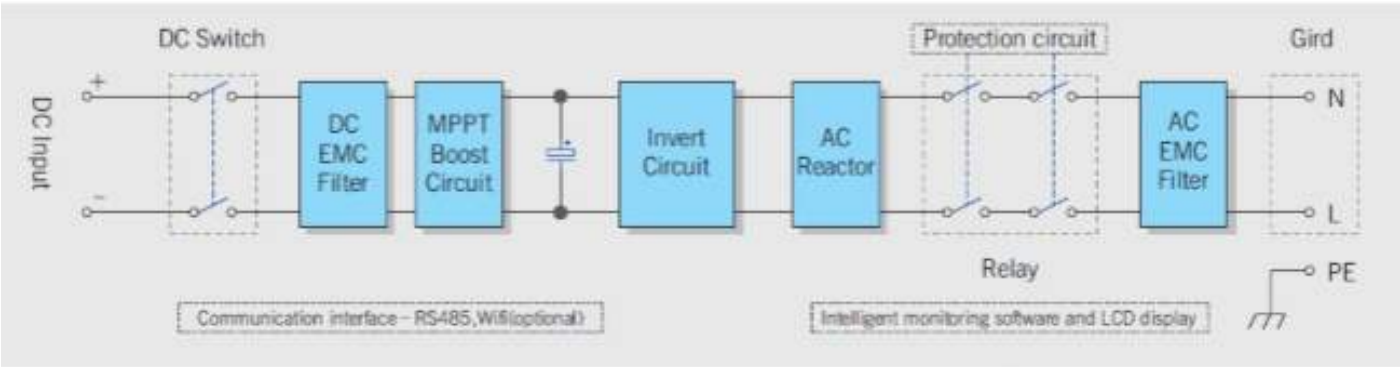 DC Switch
Protection circuit
Gird
DC Input
+
−
DC
EMC
Filter
MPPT
Boost
Circuit
+
Invert
Circuit
AC
Reactor
AC
EMC
Filter
N
L
Relay
PE
Communication interface - RS485,Wifi(optional)
Intelligent monitoring software and LCD display